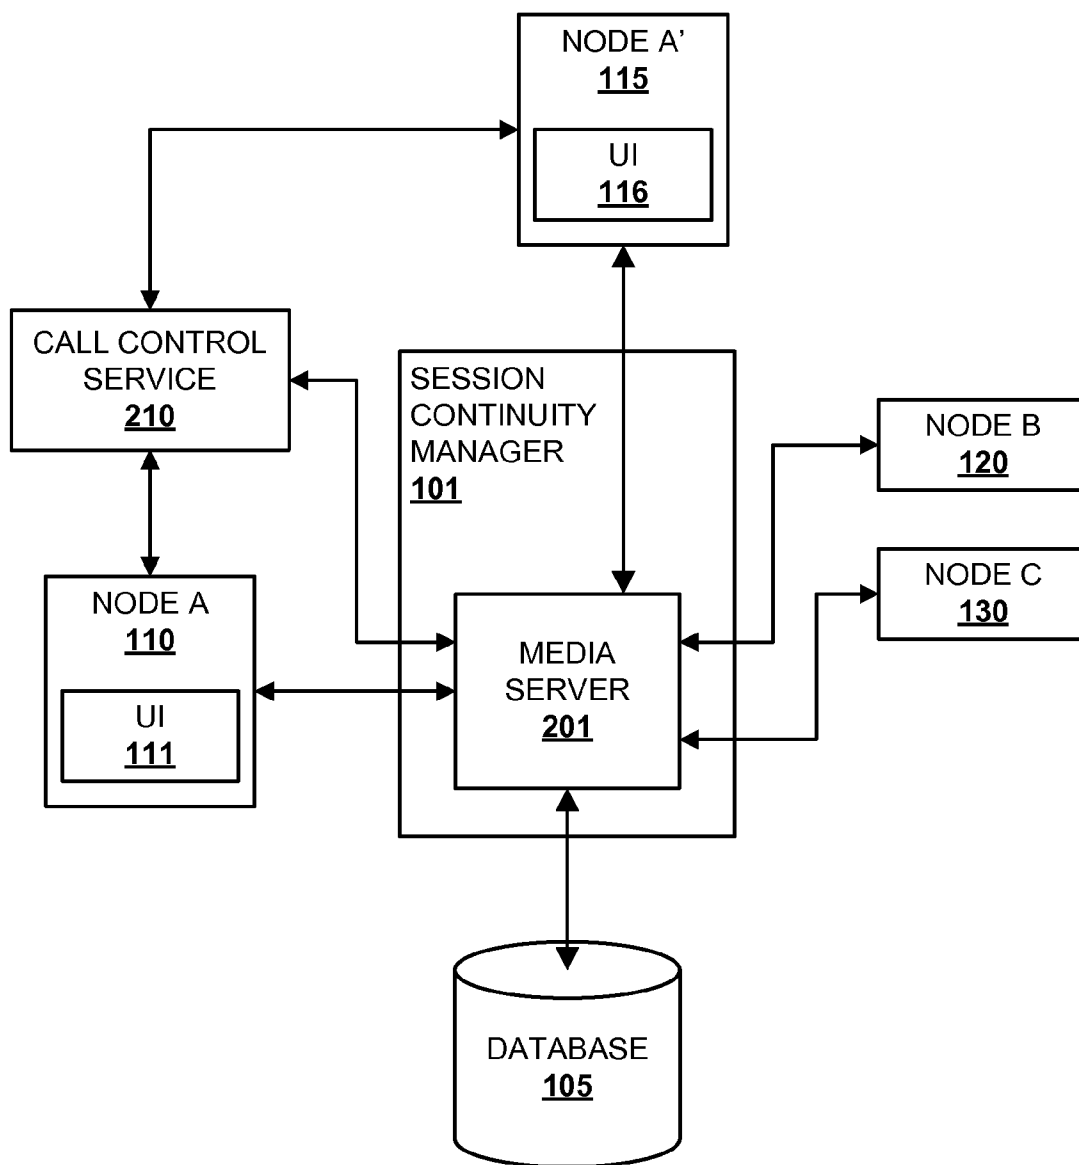 NODE A'
115
UI
116
CALL CONTROL
SERVICE
210
SESSION
CONTINUITY
MANAGER
101
NODE B
120
NODE C
130
NODE A
110
UI
111
MEDIA
SERVER
201
DATABASE
105